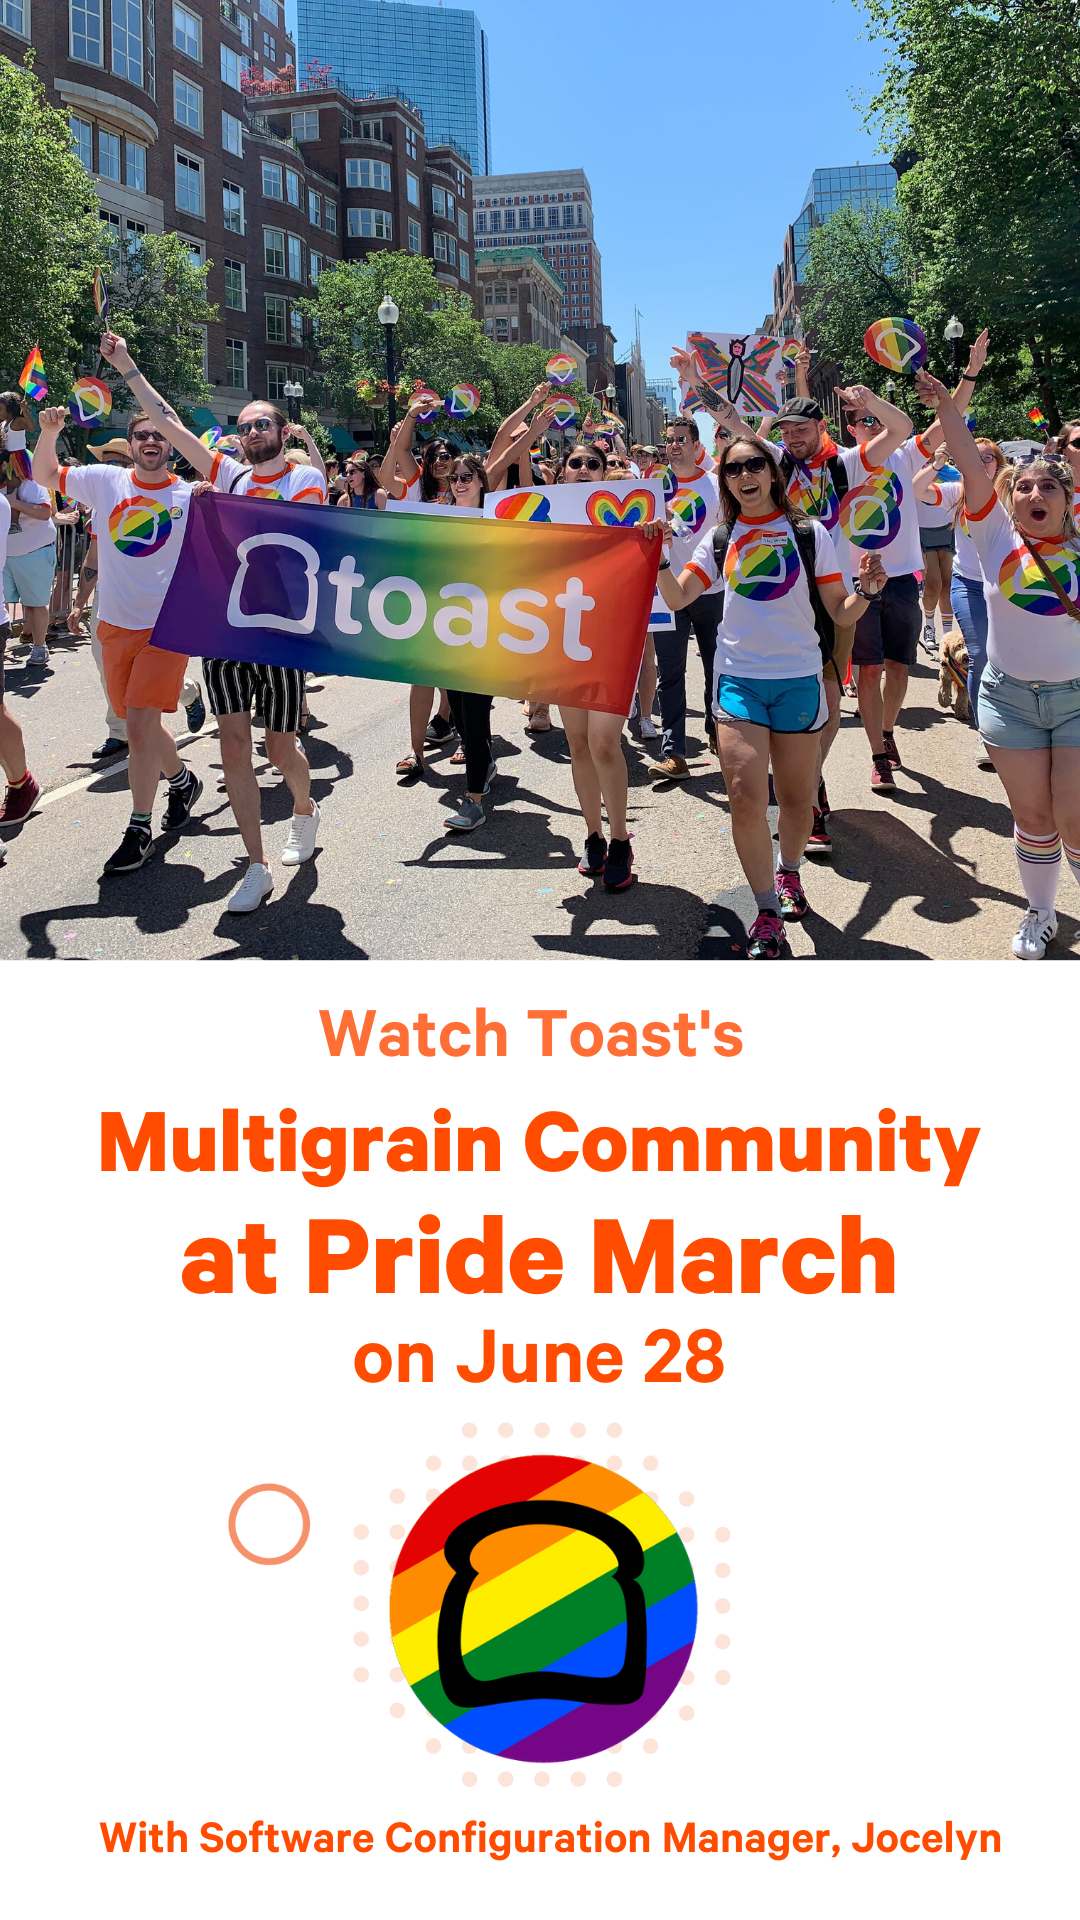 toast
Watch Toast's
Multigrain Community
at Pride March
on June 28
With Software Configuration Manager, Jocelyn